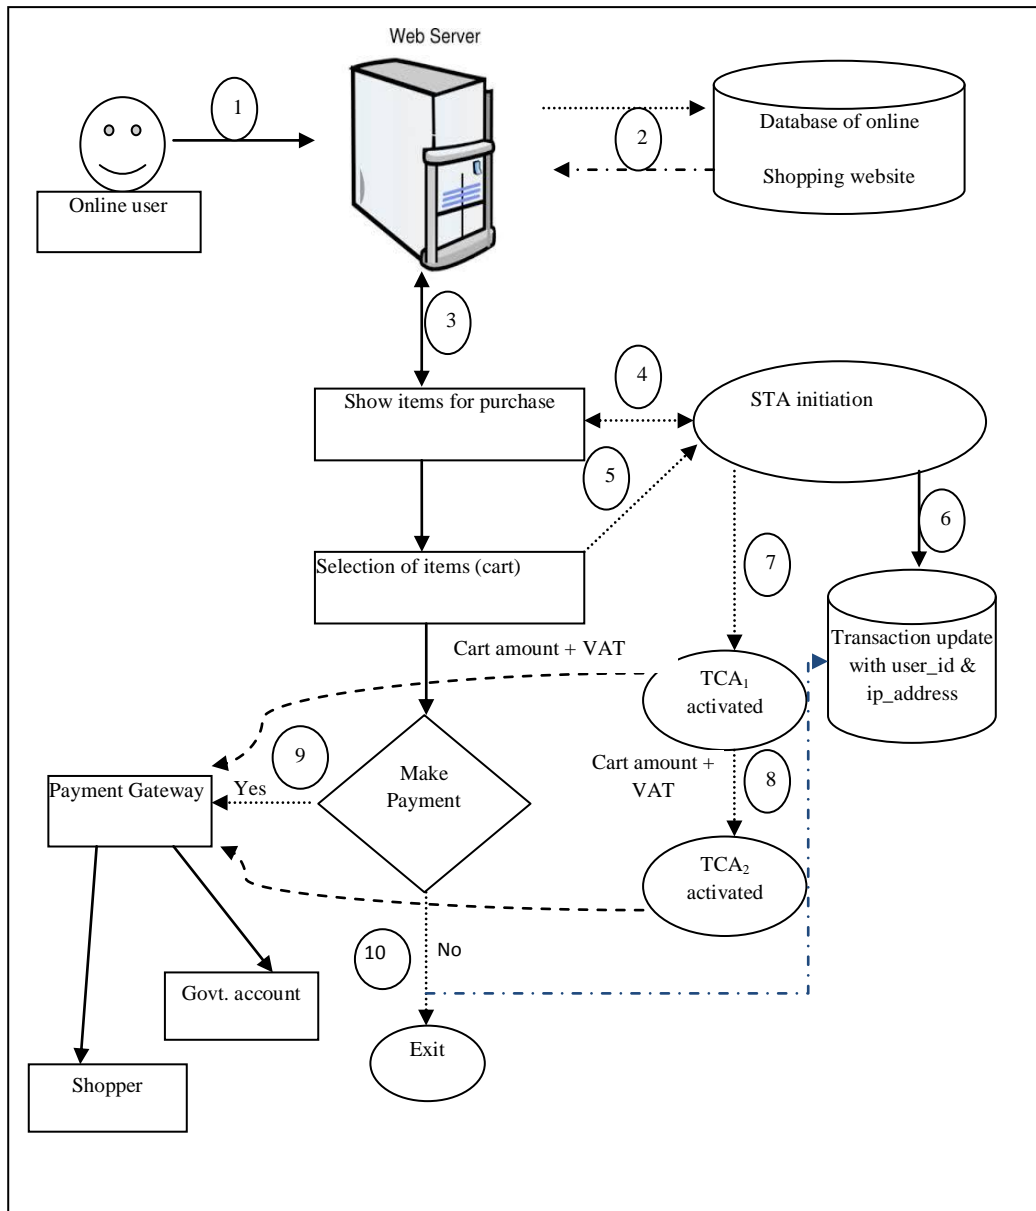 Web Server
1
2
Database of online
Shopping website
Online user
3
Show items for purchase
4
STA initiation
5
6
Selection of items (cart)
7
Transaction update
with user_id &
ip_address
Cart amount + VAT
TCA₁
activated
9
Make
Payment
Cart amount +
VAT
8
Payment Gateway
Yes
TCA₂
activated
10
No
Govt. account
Exit
Shopper